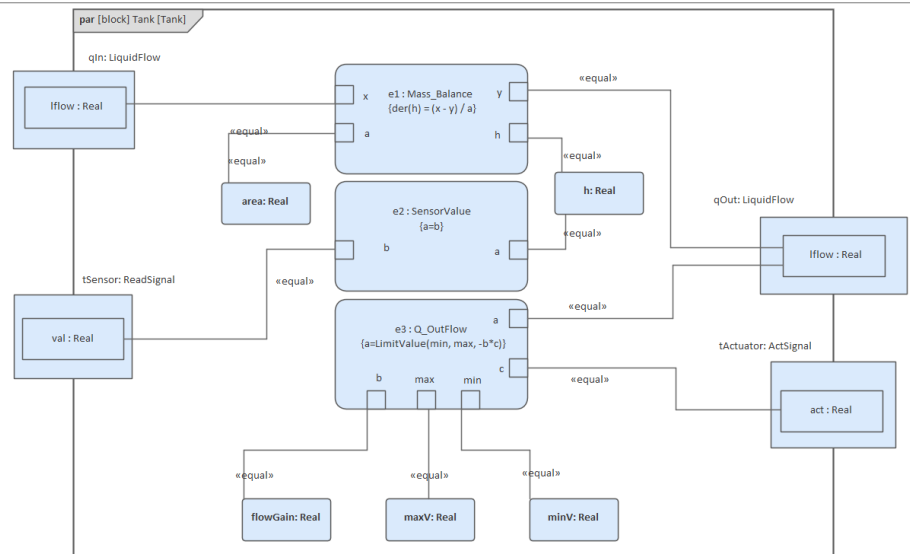 par [block] Tank [Tank]
qIn: LiquidFlow
lflow : Real
e1 : Mass_Balance
{der(h) = (x - y) / a}
x
y
a
h
«equal»
«equal»
«equal»
«equal»
area: Real
h: Real
e2 : SensorValue
{a=b}
b
a
«equal»
qOut: LiquidFlow
lflow : Real
tSensor: ReadSignal
«equal»
val : Real
e3 : Q_OutFlow
{a=LimitValue(min, max, -b*c)}
a
c
b
max
min
«equal»
tActuator: ActSignal
«equal»
act : Real
«equal»
«equal»
«equal»
flowGain: Real
maxV: Real
minV: Real